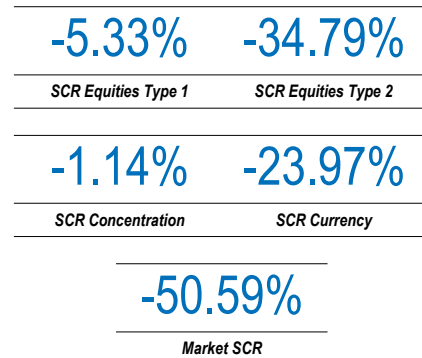 -5.33% -34.79%
SCR Equities Type 1 SCR Equities Type 2
-1.14% -23.97%
SCR Concentration SCR Currency
-50.59%
Market SCR